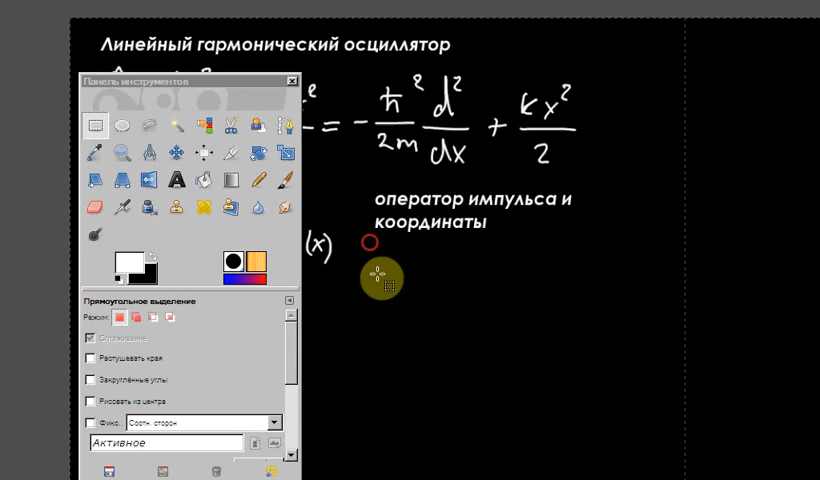 Линейный гармонический осциллятор
Панель инструментов
= - ħ² d² / 2m dx + kx² / 2
оператор импульса и
координаты
(x)
Прямоугольное выделение
Режим:
Сглаживание
Растушевать края
Закруглённые углы
Рисовать из центра
Фикс.: Соотн. сторон
Активное